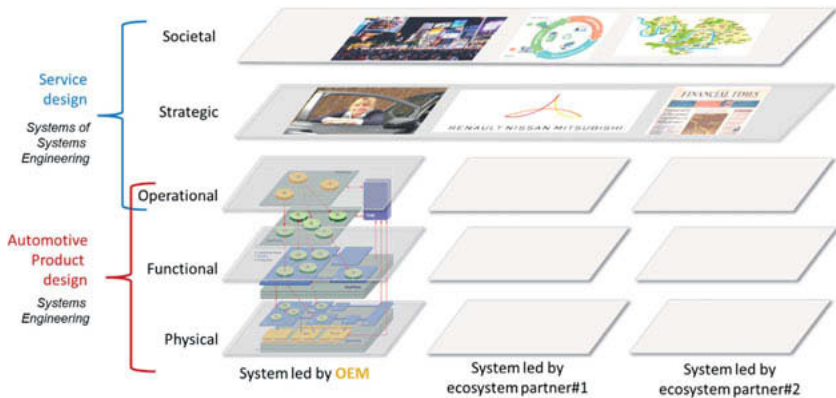 Societal
Service
design
Systems of
Systems
Engineering
Strategic
FINANCIAL TIMES
RENAULT NISSAN MITSUBISHI
Operational
Automotive
Product
design
Systems
Engineering
Functional
Physical
System led by OEM
System led by
ecosystem partner#1
System led by
ecosystem partner#2